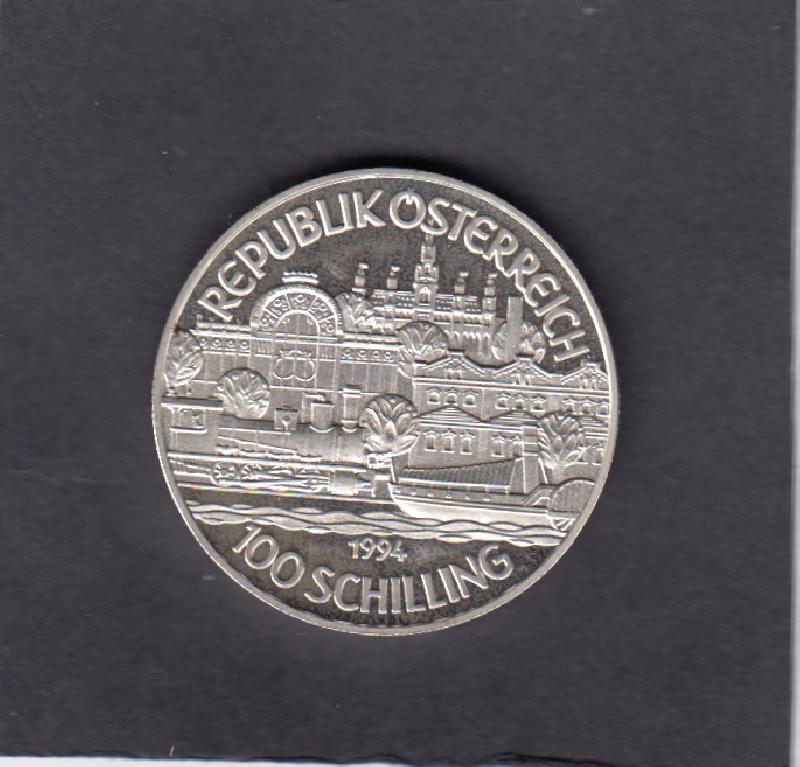 REPUBLIK ÖSTERREICH
1994
100 SCHILLING